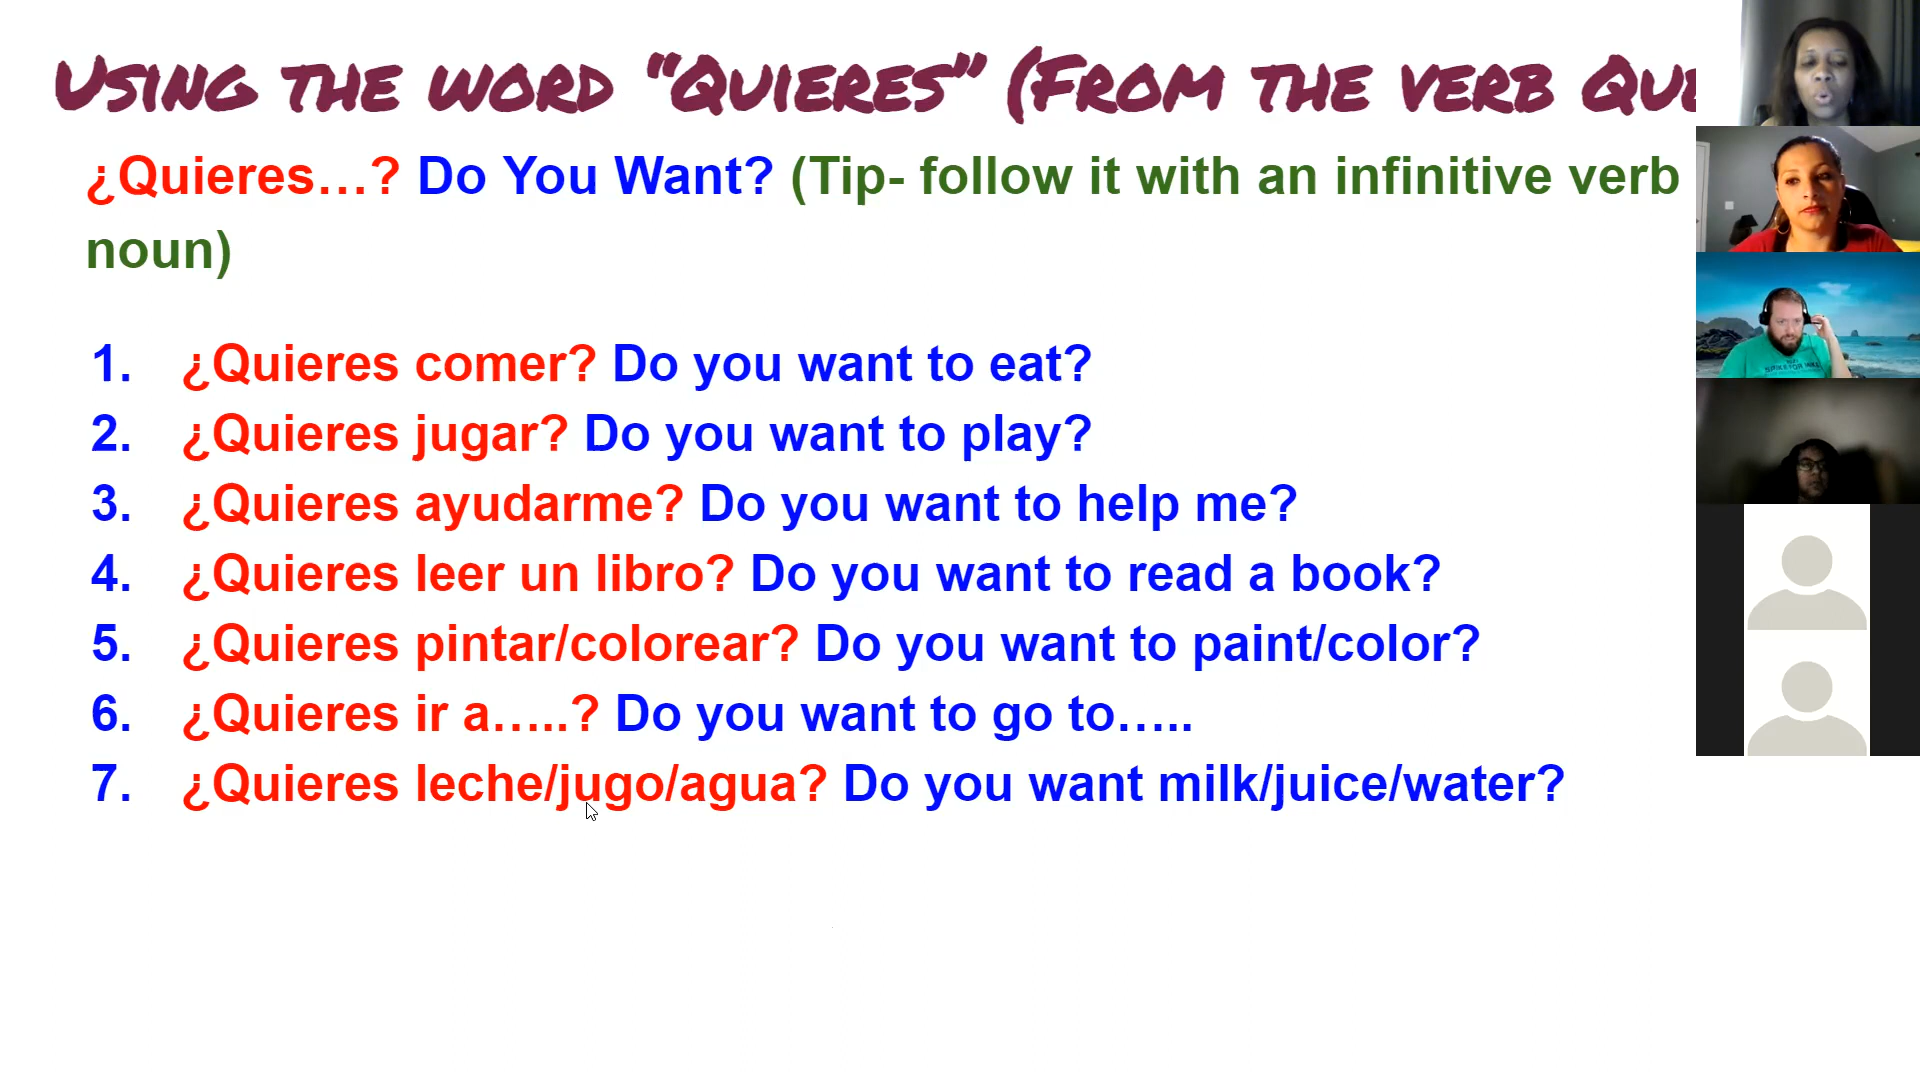 Using the word “Quieres” (From the verb
¿Quieres…? Do You Want? (Tip- follow it with an infinitive verb
noun)
1. ¿Quieres comer? Do you want to eat?
2. ¿Quieres jugar? Do you want to play?
3. ¿Quieres ayudarme? Do you want to help me?
4. ¿Quieres leer un libro? Do you want to read a book?
5. ¿Quieres pintar/colorear? Do you want to paint/color?
6. ¿Quieres ir a…..? Do you want to go to…..
7. ¿Quieres leche/jugo/agua? Do you want milk/juice/water?